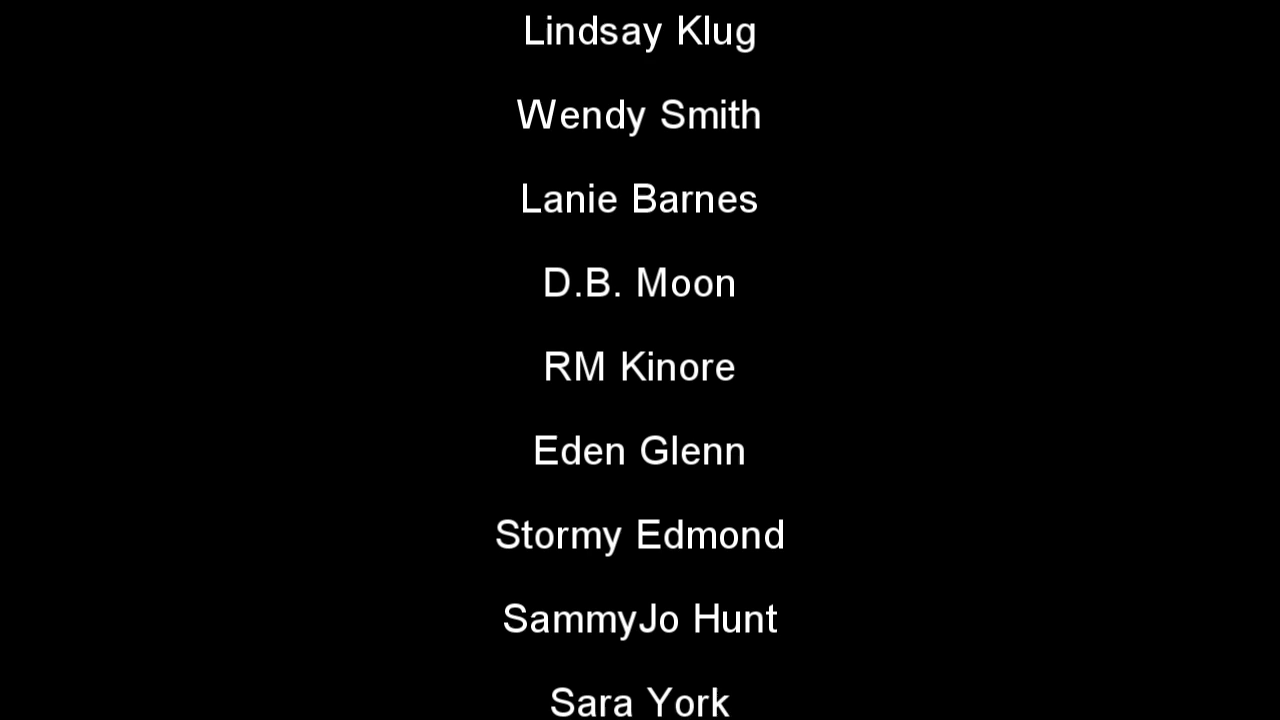 Lindsay Klug
Wendy Smith
Lanie Barnes
D.B. Moon
RM Kinore
Eden Glenn
Stormy Edmond
SammyJo Hunt
Sara York